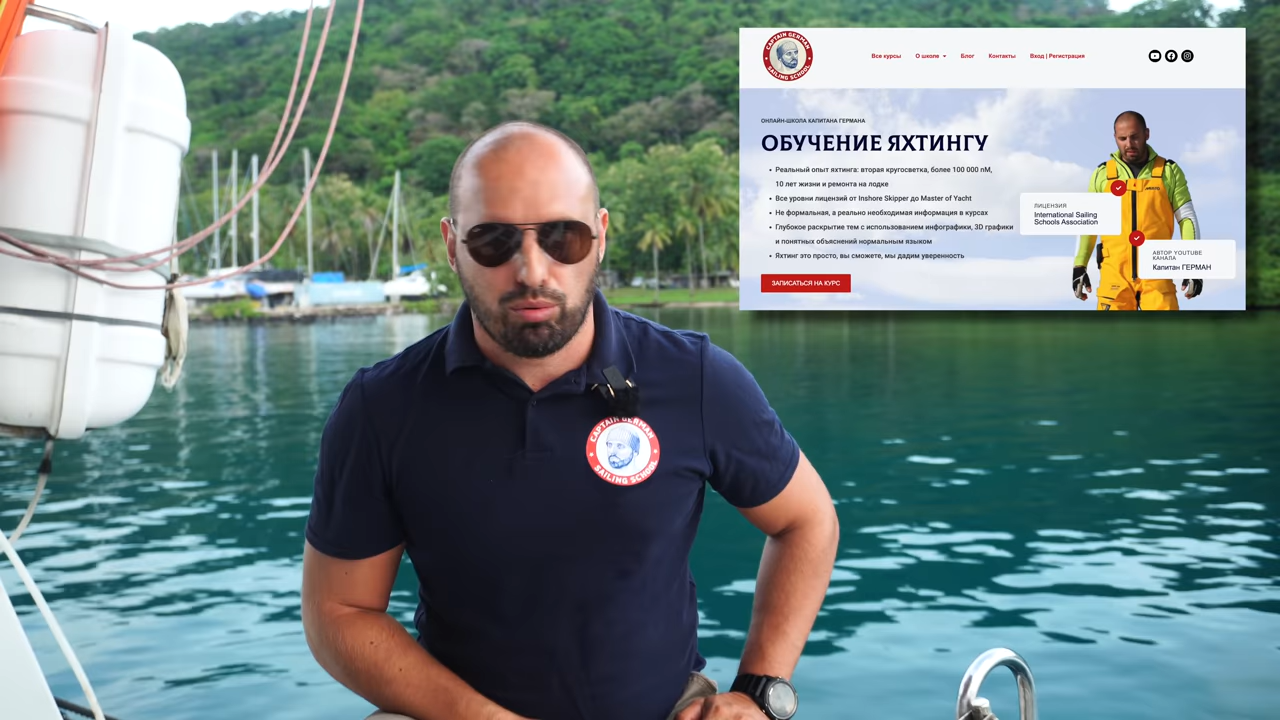 CAPTAIN GERMAN
SAILING SCHOOL
Все курсы
О школе
Блог
Контакты
Вход | Регистрация
ОНЛАЙН-ШКОЛА КАПИТАНА ГЕРМАНА
ОБУЧЕНИЕ ЯХТИНГУ
• Реальный опыт яхтинга: вторая кругосветка, более 100 000 nM,
10 лет жизни и ремонта на лодке
• Все уровни лицензий от Inshore Skipper до Master of Yacht
• Не формальная, а реально необходимая информация в курсах
• Глубокое раскрытие тем с использованием инфографики, 3D графики
и понятных объяснений нормальным языком
• Яхтинг это просто, вы сможете, мы дадим уверенность
ЗАПИСАТЬСЯ НА КУРС
ЛИЦЕНЗИЯ
International Sailing
Schools Association
АВТОР YOUTUBE
КАНАЛА
Капитан ГЕРМАН
CAPTAIN GERMAN
SAILING SCHOOL